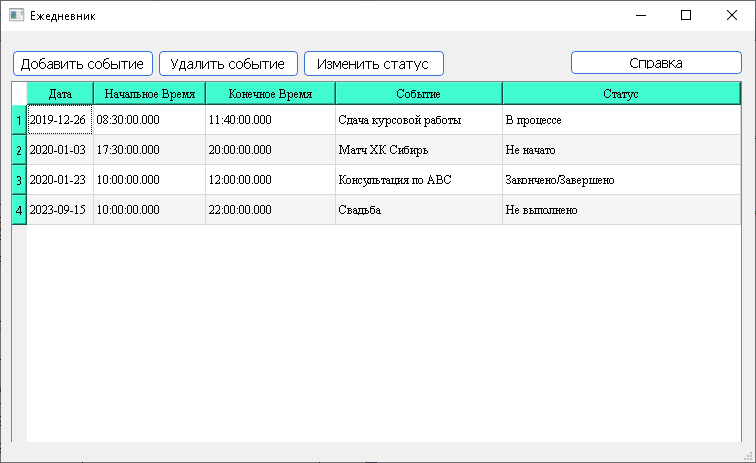 Ежедневник
Добавить событие Удалить событие Изменить статус Справка
Дата Начальное Время Конечное Время Событие Статус
1 2019-12-26 08:30:00.000 11:40:00.000 Сдача курсовой работы В процессе
2 2020-01-03 17:30:00.000 20:00:00.000 Матч ХК Сибирь Не начато
3 2020-01-23 10:00:00.000 12:00:00.000 Консультация по АВС Закончено/Завершено
4 2023-09-15 10:00:00.000 22:00:00.000 Свадьба Не выполнено